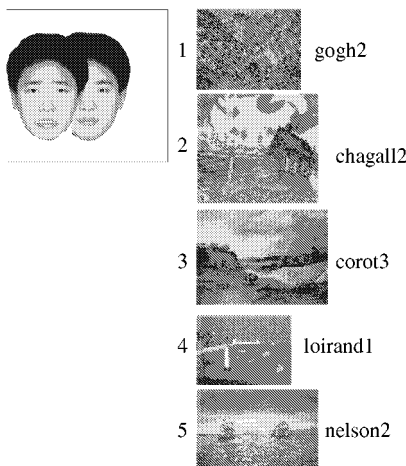 1 gogh2
2 chagall2
3 corot3
4 loirand1
5 nelson2